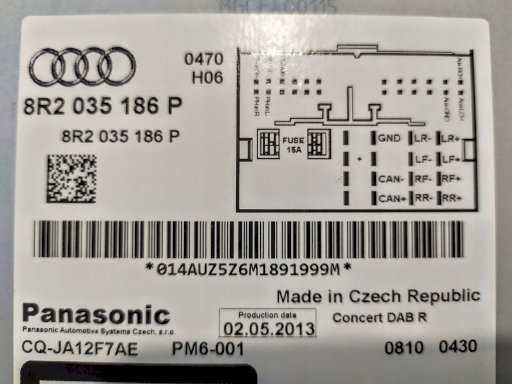 0470
H06
8R2 035 186 P
8R2 035 186 P
FUSE
15A
GND LR- LR+
+ LF- LF+
CAN- RF- RF+
CAN+ RR- RR+
*014AUZ5Z6M1891999M*
Made in Czech Republic
Panasonic
Panasonic Automotive Systems Czech, s.r.o.
Production date
02.05.2013
Concert DAB R
CQ-JA12F7AE PM6-001 0810 0430